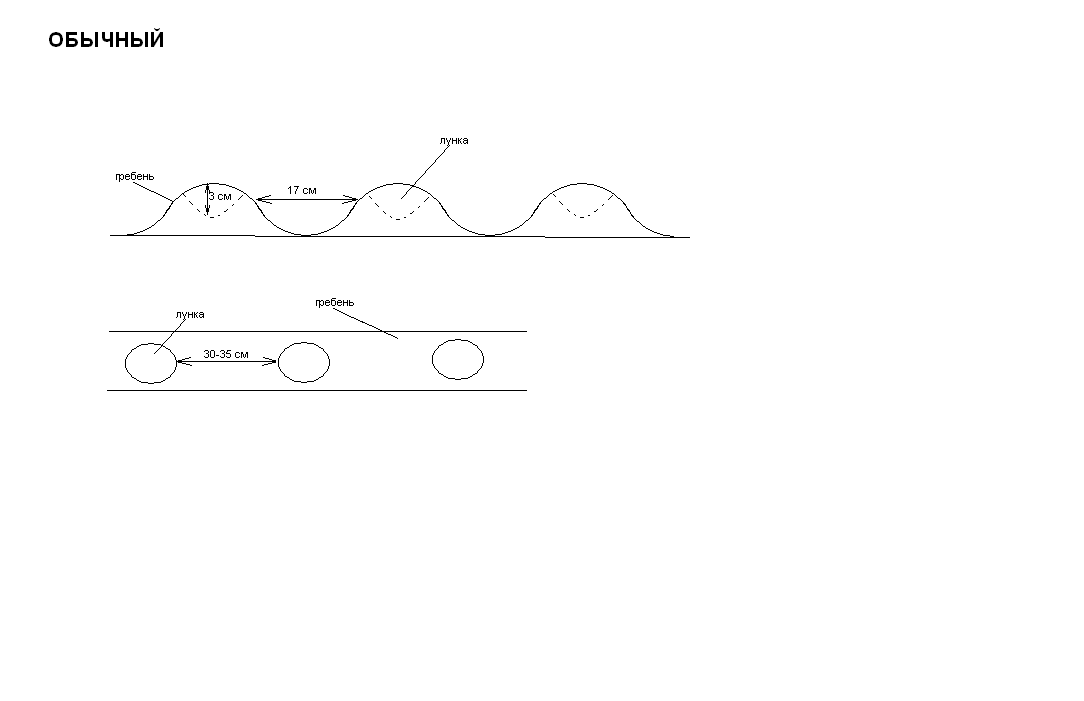 ОБЫЧНЫЙ
лунка
гребень
3 см
17 см
гребень
лунка
30-35 см